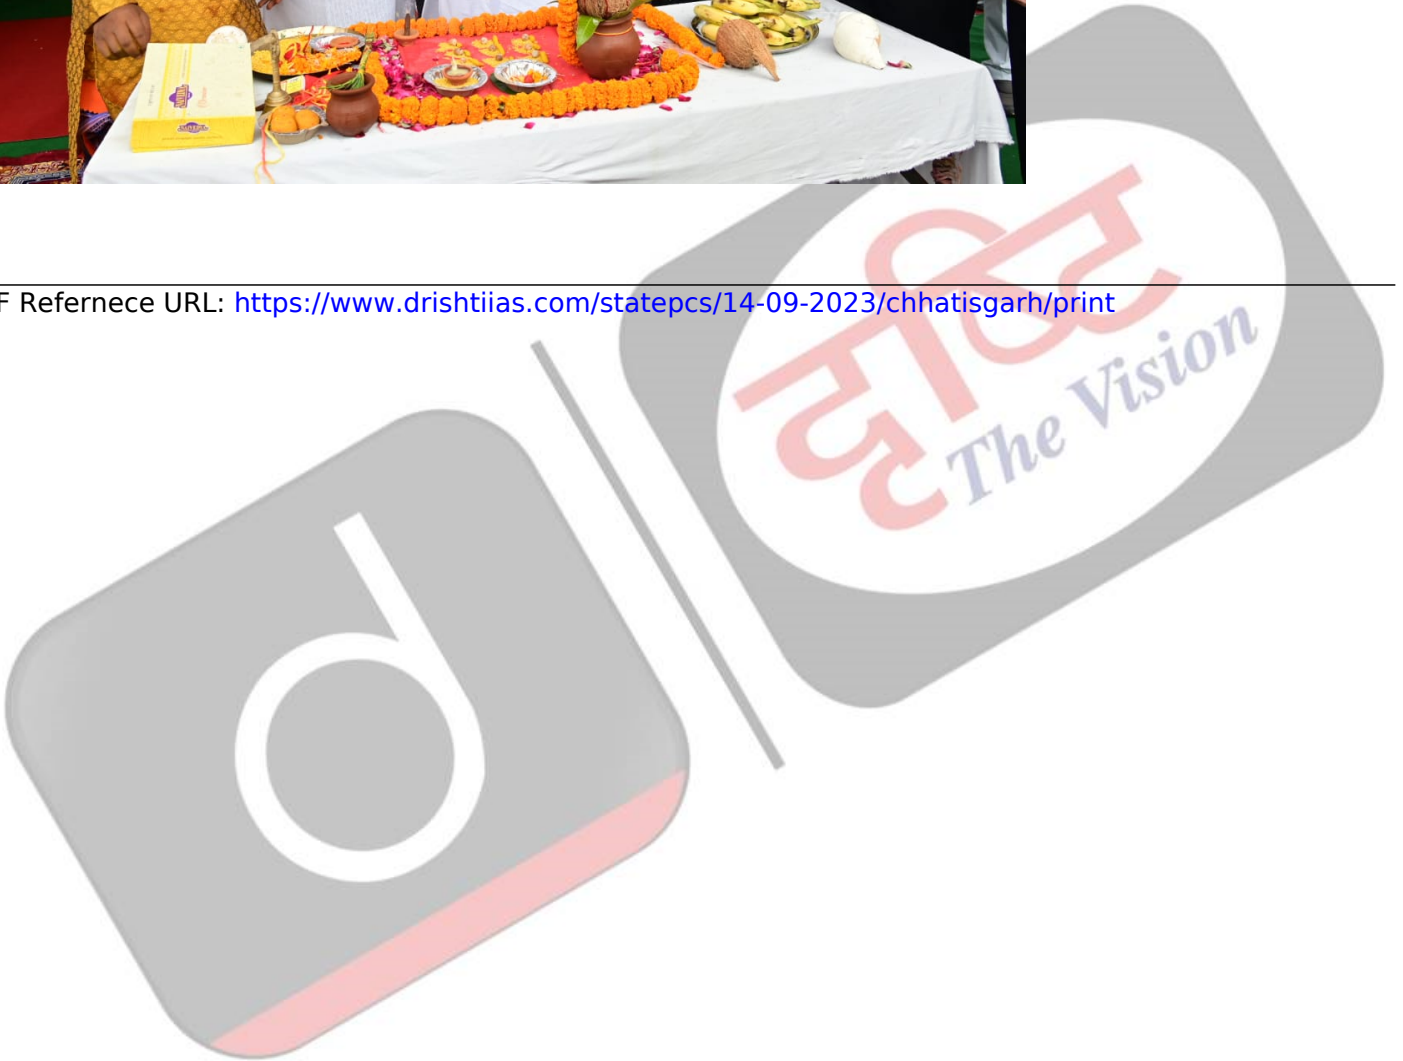 F Refernece URL: https://www.drishtiias.com/statepcs/14-09-2023/chhatisgarh/print
दृष्टि
The Vision